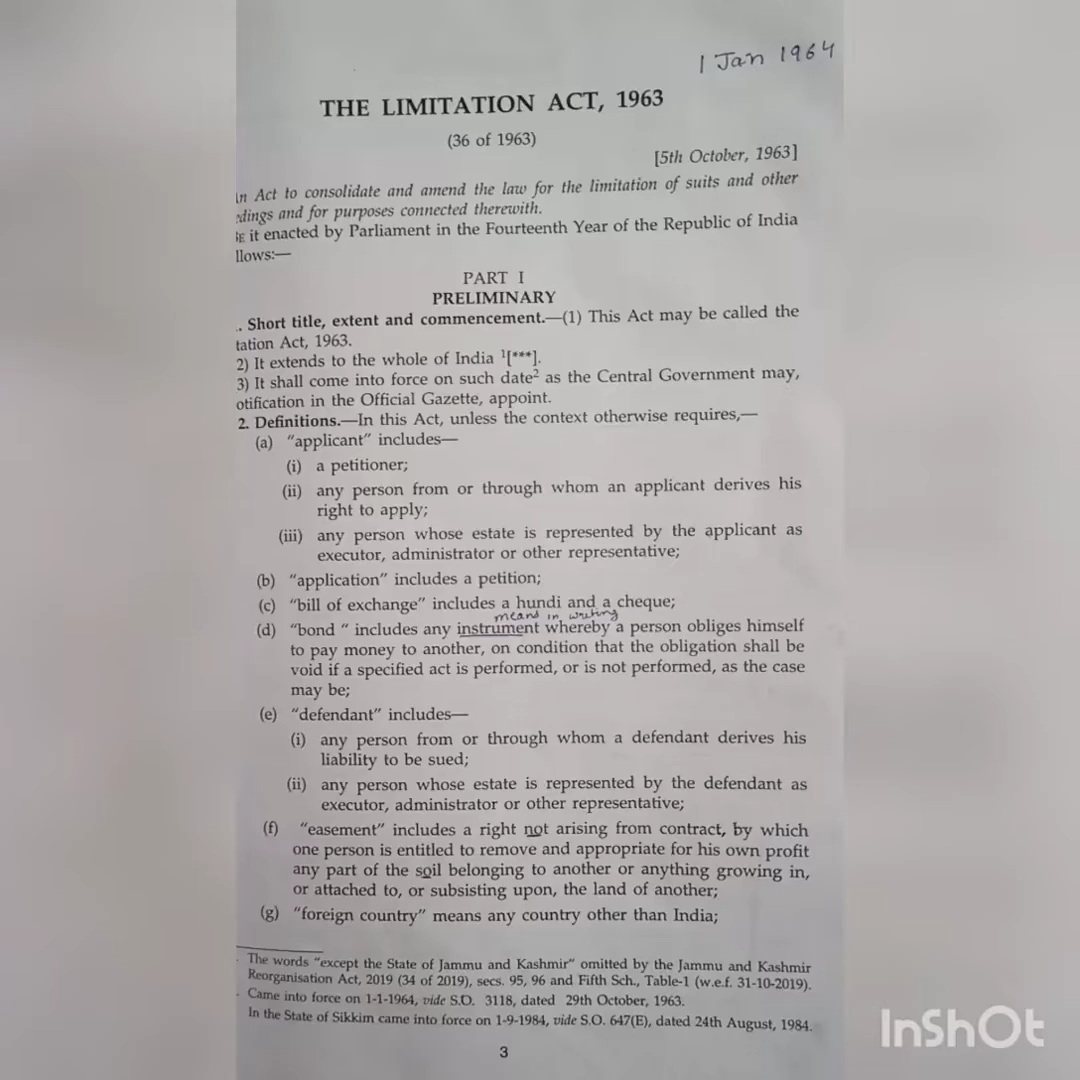 1 Jan 1964
THE LIMITATION ACT, 1963
(36 of 1963)
[5th October, 1963]
n Act to consolidate and amend the law for the limitation of suits and other
dings and for purposes connected therewith.
E it enacted by Parliament in the Fourteenth Year of the Republic of India
llows:—
PART I
PRELIMINARY
. Short title, extent and commencement.—(1) This Act may be called the
tation Act, 1963.
2) It extends to the whole of India 1[***].
3) It shall come into force on such date2 as the Central Government may,
otification in the Official Gazette, appoint.
2. Definitions.—In this Act, unless the context otherwise requires,—
(a) "applicant" includes—
(i) a petitioner;
(ii) any person from or through whom an applicant derives his
right to apply;
(iii) any person whose estate is represented by the applicant as
executor, administrator or other representative;
(b) "application" includes a petition;
(c) "bill of exchange" includes a hundi and a cheque;
means in writing
(d) "bond " includes any instrument whereby a person obliges himself
to pay money to another, on condition that the obligation shall be
void if a specified act is performed, or is not performed, as the case
may be;
(e) "defendant" includes—
(i) any person from or through whom a defendant derives his
liability to be sued;
(ii) any person whose estate is represented by the defendant as
executor, administrator or other representative;
(f) "easement" includes a right not arising from contract, by which
one person is entitled to remove and appropriate for his own profit
any part of the soil belonging to another or anything growing in,
or attached to, or subsisting upon, the land of another;
(g) "foreign country" means any country other than India;
The words "except the State of Jammu and Kashmir" omitted by the Jammu and Kashmir
Reorganisation Act, 2019 (34 of 2019), secs. 95, 96 and Fifth Sch., Table-1 (w.e.f. 31-10-2019).
Came into force on 1-1-1964, vide S.O. 3118, dated 29th October, 1963.
In the State of Sikkim came into force on 1-9-1984, vide S.O. 647(E), dated 24th August, 1984.
3
InShOt